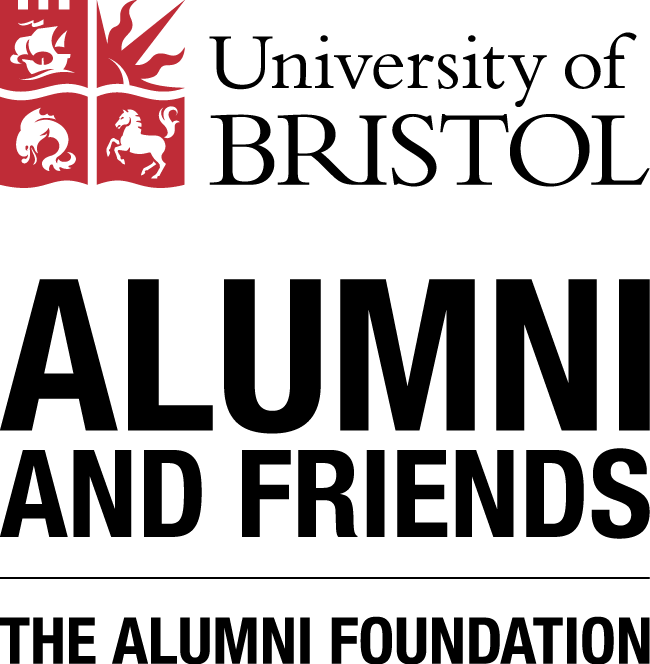 University of
BRISTOL
ALUMNI
AND FRIENDS
THE ALUMNI FOUNDATION